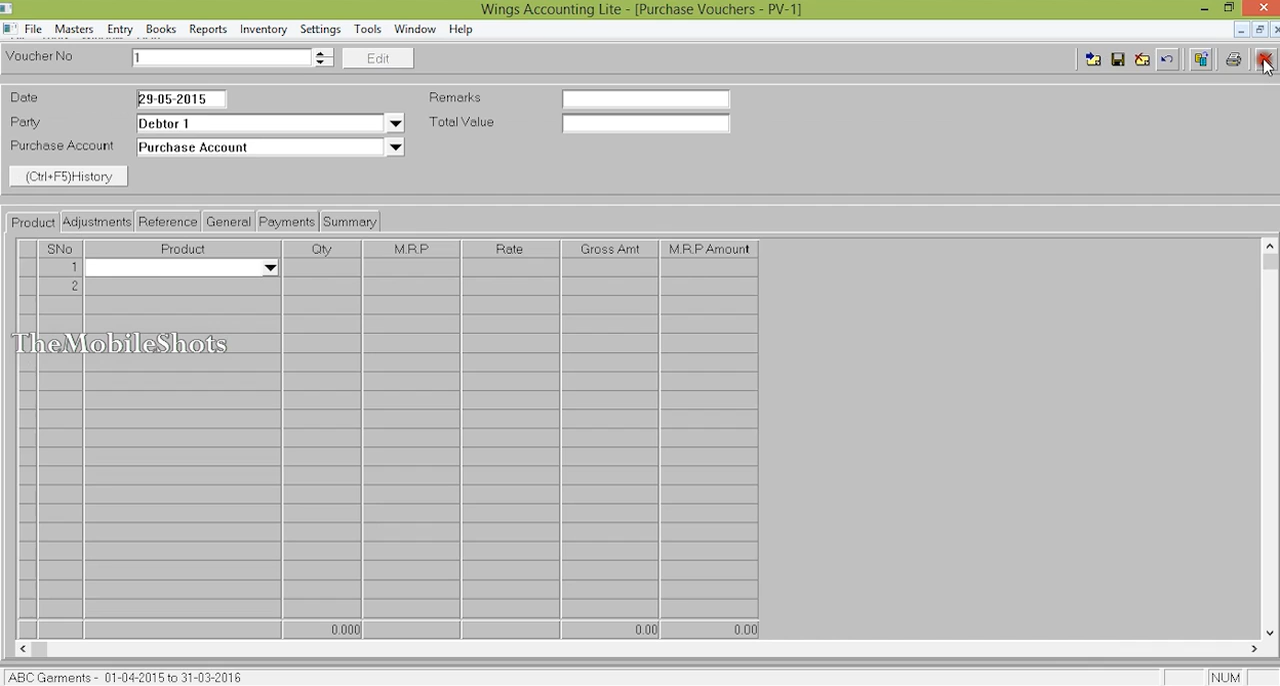 Wings Accounting Lite - [Purchase Vouchers - PV-1]
File Masters Entry Books Reports Inventory Settings Tools Window Help
Voucher No 1 Edit
Date 29-05-2015 Remarks
Party Debtor 1 Total Value
Purchase Account Purchase Account
(Ctrl+F5)History
Product Adjustments Reference General Payments Summary
SNo Product Qty M.R.P Rate Gross Amt M.R.P Amount
1
2
TheMobileShots
0.000 0.00 0.00
ABC Garments - 01-04-2015 to 31-03-2016 NUM